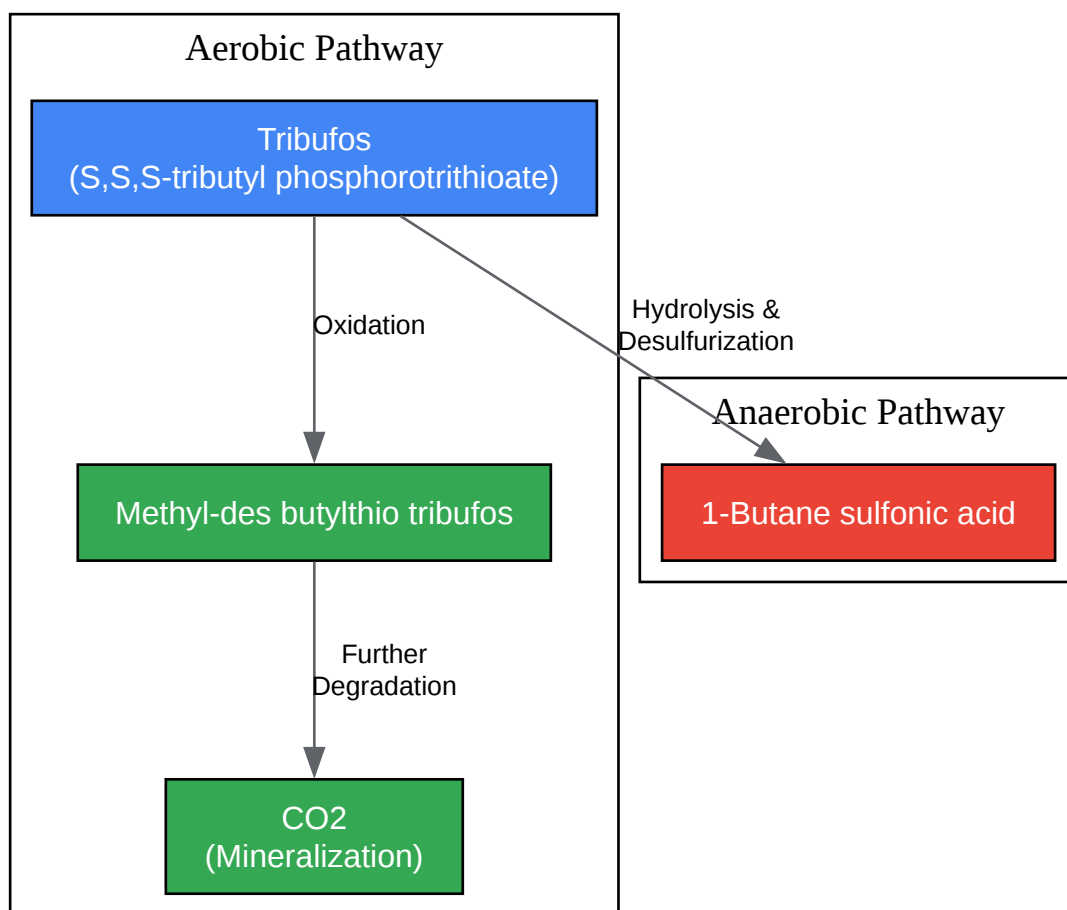 Aerobic Pathway
Tribufos
(S,S,S-tributyl phosphorotrithioate)
Oxidation
Hydrolysis &
Desulfurization
Anaerobic Pathway
Methyl-des butylthio tribufos
1-Butane sulfonic acid
Further
Degradation
CO2
(Mineralization)